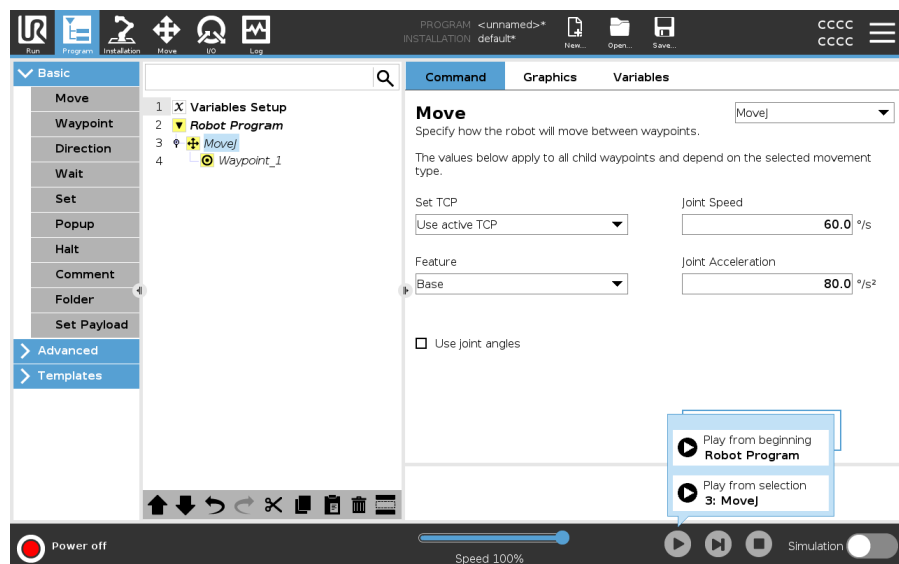 PROGRAM <unnamed>*
INSTALLATION default*
CCCC
CCCC
Run
Program
Installation
Move
I/O
Log
New...
Open...
Save...
Basic
Move
Waypoint
Direction
Wait
Set
Popup
Halt
Comment
Folder
Set Payload
Advanced
Templates
1 X Variables Setup
2 Robot Program
3 MoveJ
4 Waypoint_1
Command Graphics Variables
Move
MoveJ
Specify how the robot will move between waypoints.
The values below apply to all child waypoints and depend on the selected movement
type.
Set TCP
Use active TCP
Joint Speed
60.0 °/s
Feature
Base
Joint Acceleration
80.0 °/s²
Use joint angles
Play from beginning
Robot Program
Play from selection
3: MoveJ
Power off
Speed 100%
Simulation